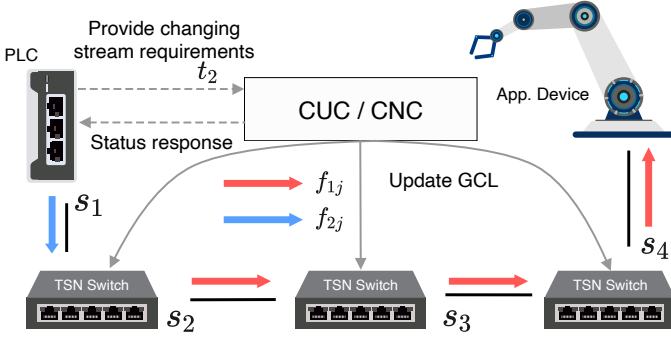 Provide changing
stream requirements
PLC
t₂
CUC / CNC
App. Device
Status response
f₁ⱼ
Update GCL
f₂ⱼ
s₁
s₄
TSN Switch
TSN Switch
TSN Switch
s₂
s₃